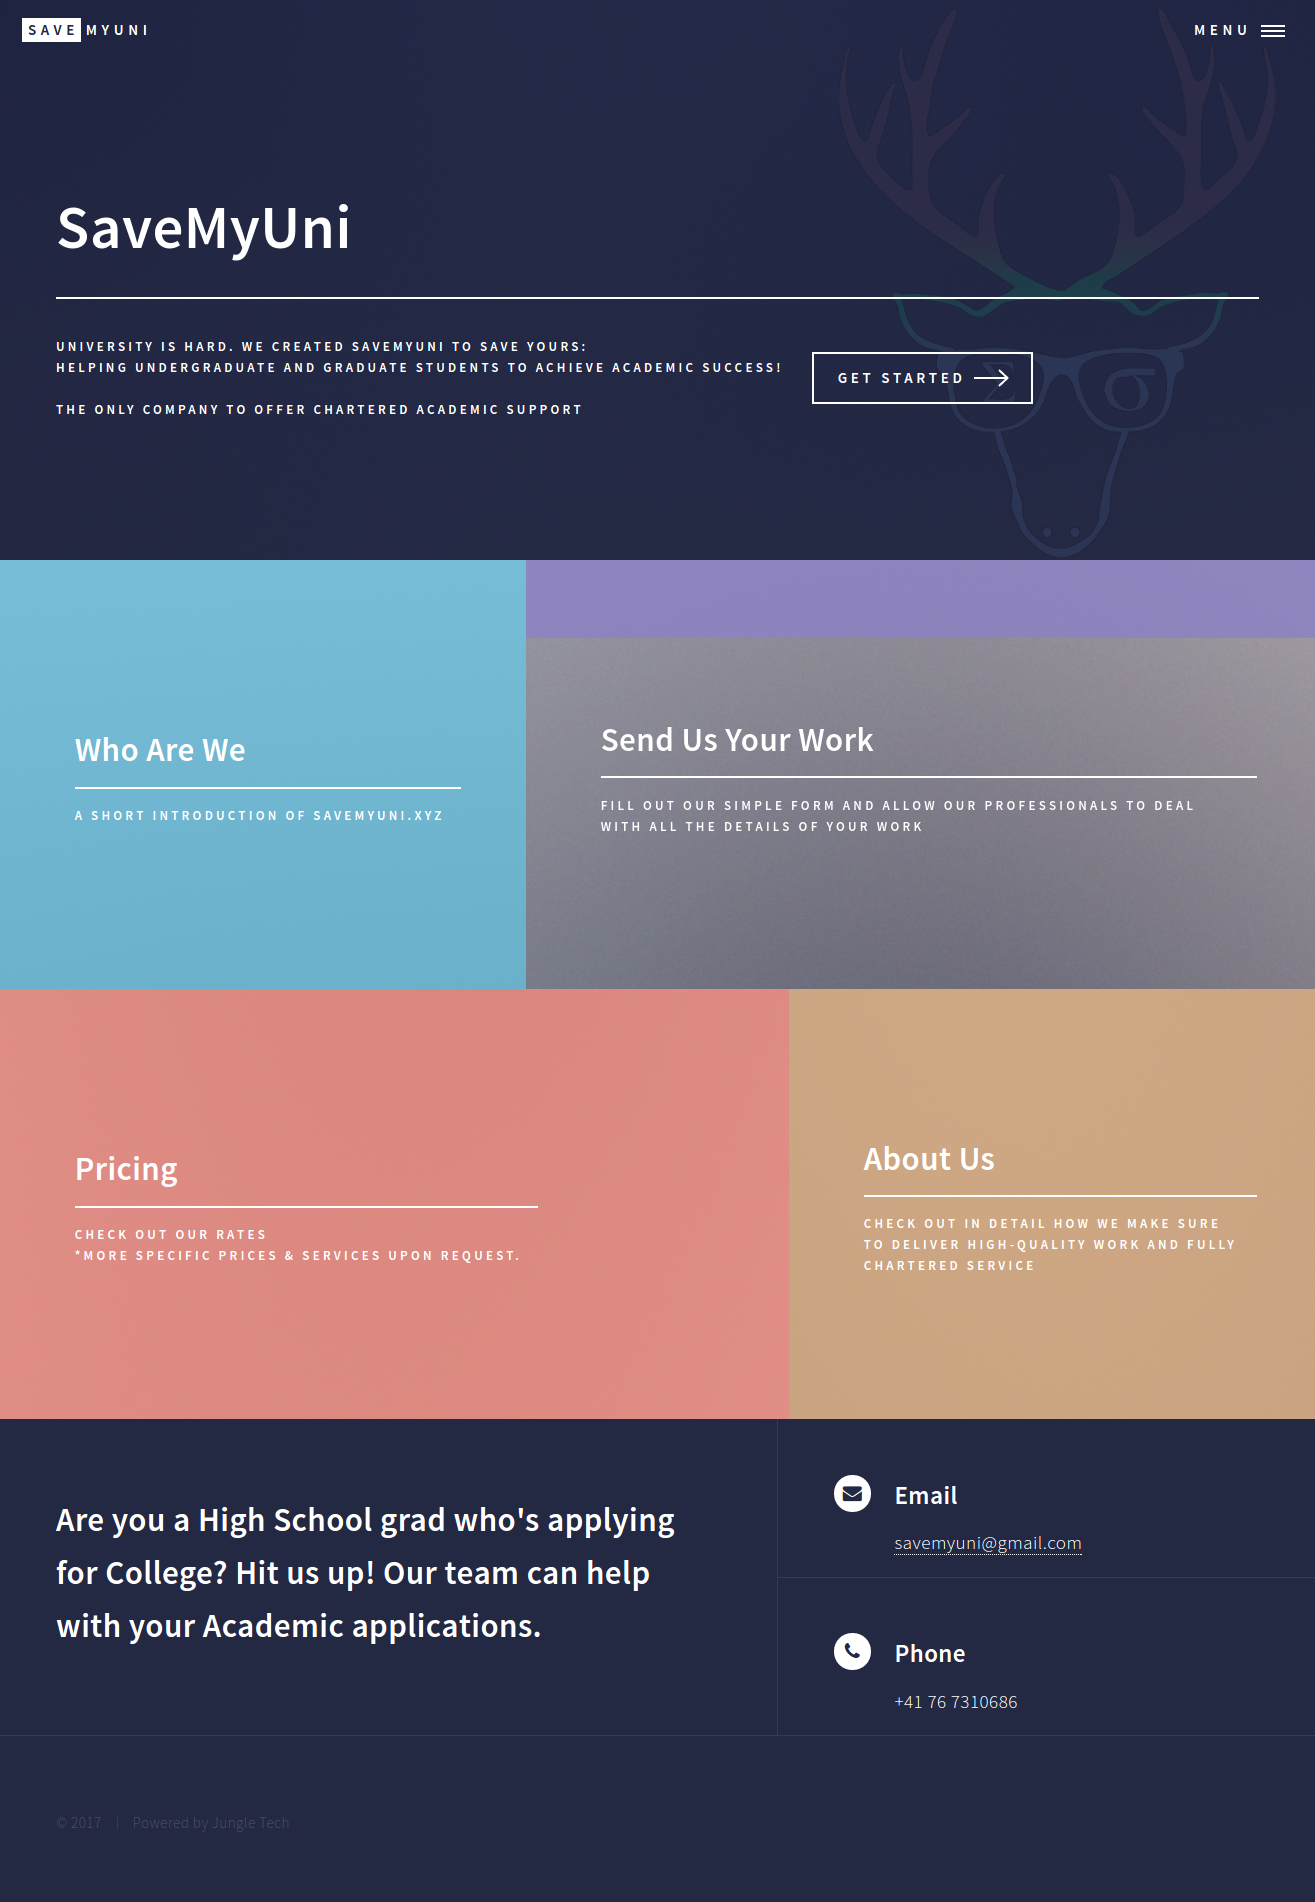 SAVE MYUNI
MENU
SaveMyUni
UNIVERSITY IS HARD. WE CREATED SAVEMYUNI TO SAVE YOURS:
HELPING UNDERGRADUATE AND GRADUATE STUDENTS TO ACHIEVE ACADEMIC SUCCESS!
THE ONLY COMPANY TO OFFER CHARTERED ACADEMIC SUPPORT
GET STARTED
Σ σ
Who Are We
A SHORT INTRODUCTION OF SAVEMYUNI.XYZ
Send Us Your Work
FILL OUT OUR SIMPLE FORM AND ALLOW OUR PROFESSIONALS TO DEAL
WITH ALL THE DETAILS OF YOUR WORK
Pricing
CHECK OUT OUR RATES
*MORE SPECIFIC PRICES & SERVICES UPON REQUEST.
About Us
CHECK OUT IN DETAIL HOW WE MAKE SURE
TO DELIVER HIGH-QUALITY WORK AND FULLY
CHARTERED SERVICE
Are you a High School grad who's applying
for College? Hit us up! Our team can help
with your Academic applications.
Email
savemyuni@gmail.com
Phone
+41 76 7310686
© 2017 | Powered by Jungle Tech